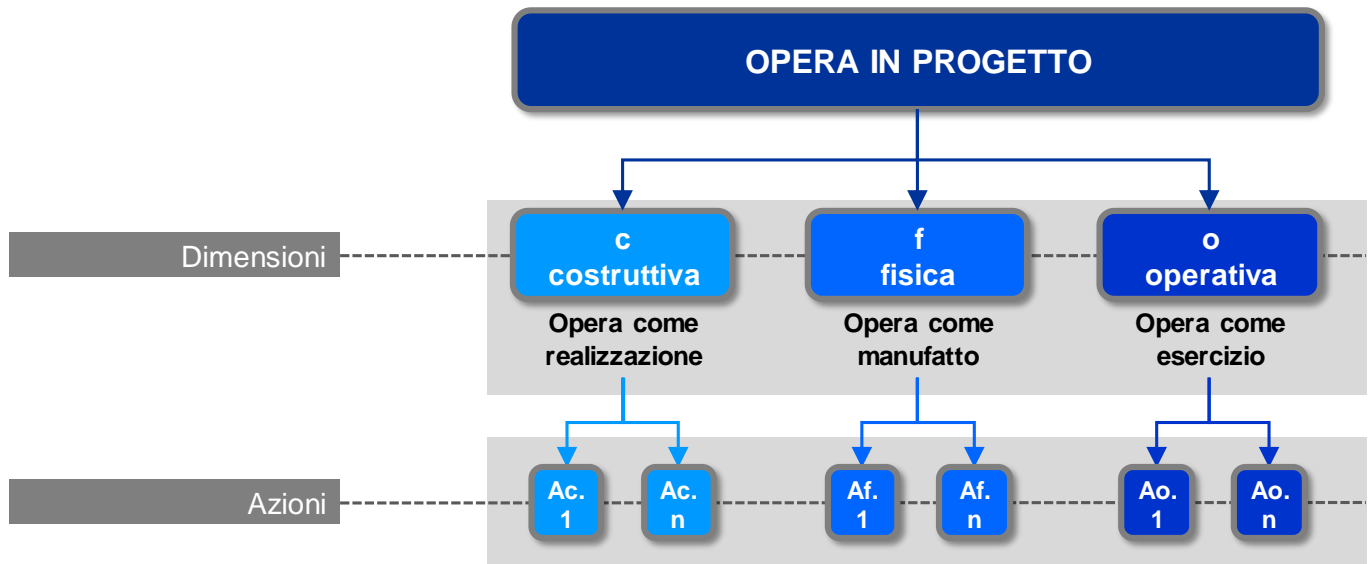 OPERA IN PROGETTO
Dimensioni
c
costruttiva
f
fisica
o
operativa
Opera come
realizzazione
Opera come
manufatto
Opera come
esercizio
Azioni
Ac.
1
Ac.
n
Af.
1
Af.
n
Ao.
1
Ao.
n